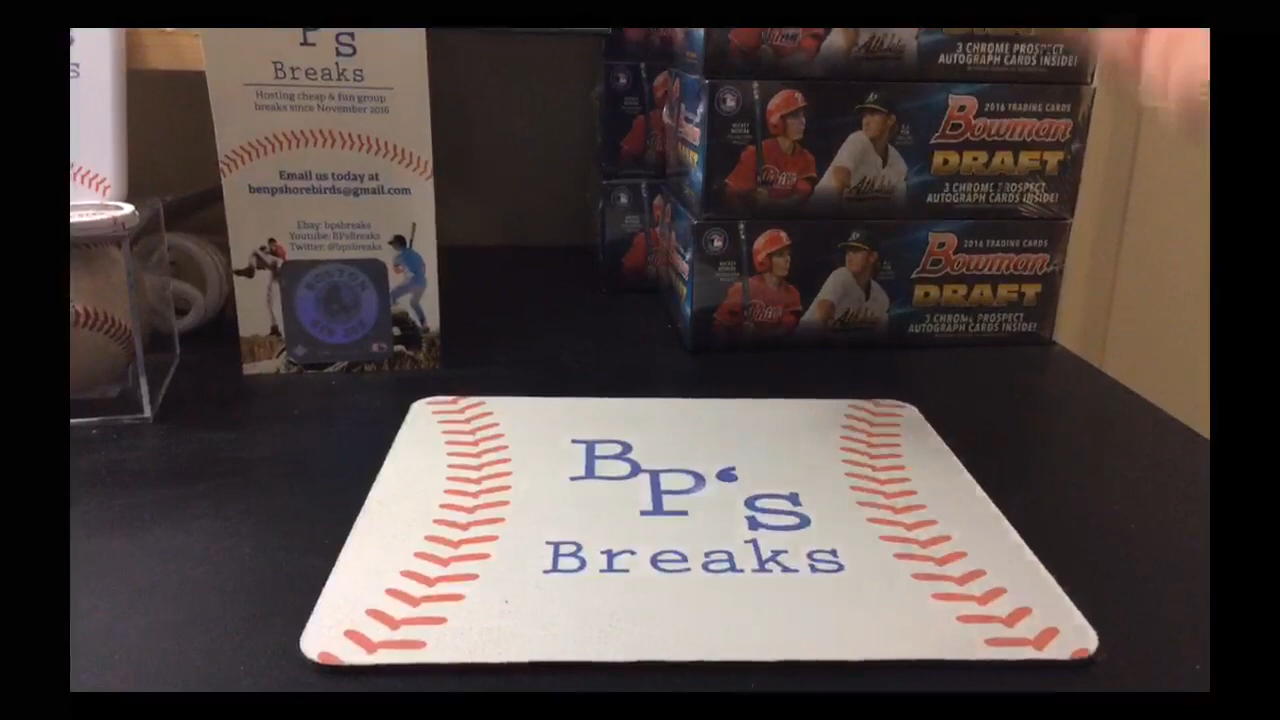 P
S
Breaks
Hosting cheap & fun group
breaks since November 2016
Email us today at
benpshorebirds@gmail.com
Ebay: bpsbreaks
Youtube: BPsBreaks
Twitter: @bpsbreaks
3 CHROME PROSPECT
AUTOGRAPH CARDS INSIDE!
2016 TRADING CARDS
Bowman
DRAFT
3 CHROME PROSPECT
AUTOGRAPH CARDS INSIDE!
2016 TRADING CARDS
Bowman
DRAFT
3 CHROME PROSPECT
AUTOGRAPH CARDS INSIDE!
BP's
Breaks